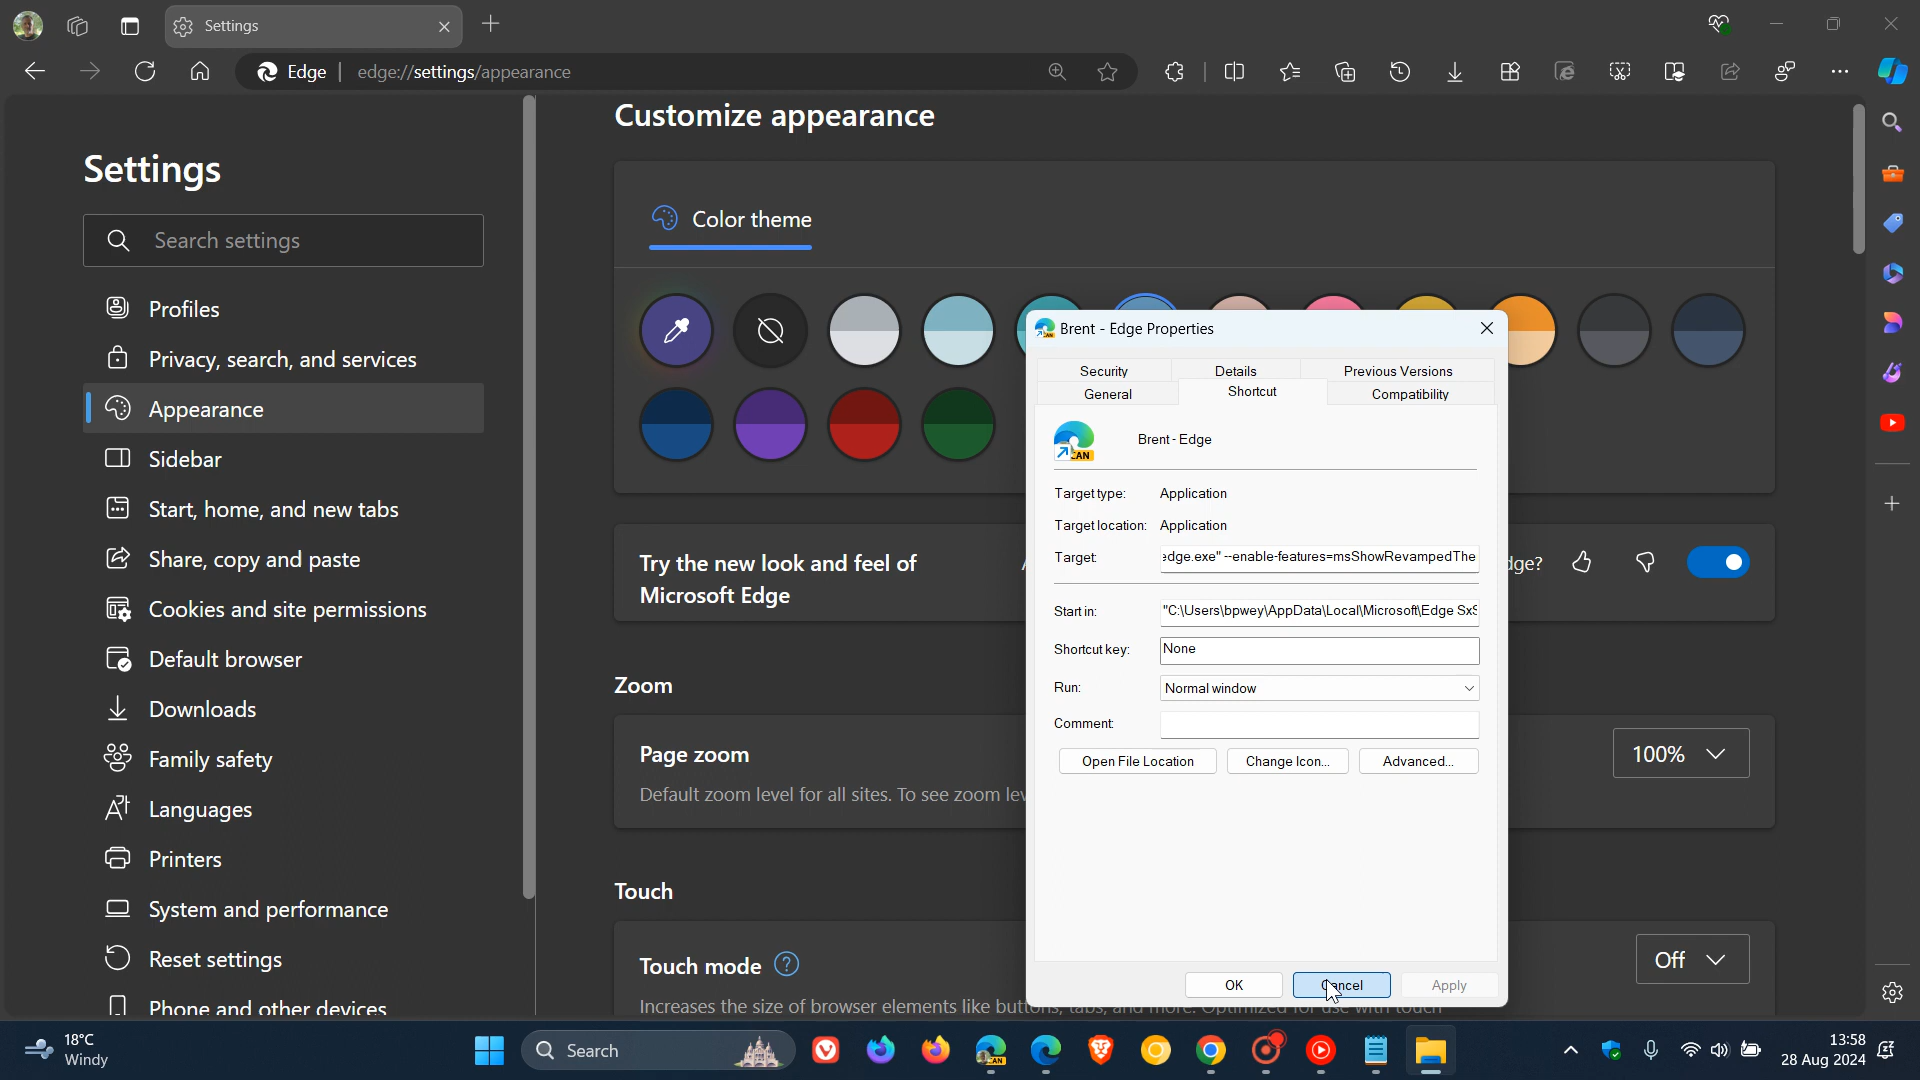 Settings
Edge
edge://settings/appearance
Settings
Search settings
Profiles
Privacy, search, and services
Appearance
Sidebar
Start, home, and new tabs
Share, copy and paste
Cookies and site permissions
Default browser
Downloads
Family safety
Languages
Printers
System and performance
Reset settings
Phone and other devices
Customize appearance
Color theme
Try the new look and feel of
Microsoft Edge
dge?
Zoom
Page zoom
Default zoom level for all sites. To see zoom lev
100%
Touch
Touch mode
Off
Increases the size of browser elements like buttons, tabs, and more. Optimized for use with touch
Brent - Edge Properties
Security Details Previous Versions
General Shortcut Compatibility
CAN
Brent - Edge
Target type: Application
Target location: Application
Target: edge.exe" --enable-features=msShowRevampedThe
Start in: "C:\Users\bpwey\AppData\Local\Microsoft\Edge SxS
Shortcut key: None
Run: Normal window
Comment:
Open File Location Change Icon... Advanced...
OK Cancel Apply
18°C
Windy
Search
CAN
13:58
28 Aug 2024